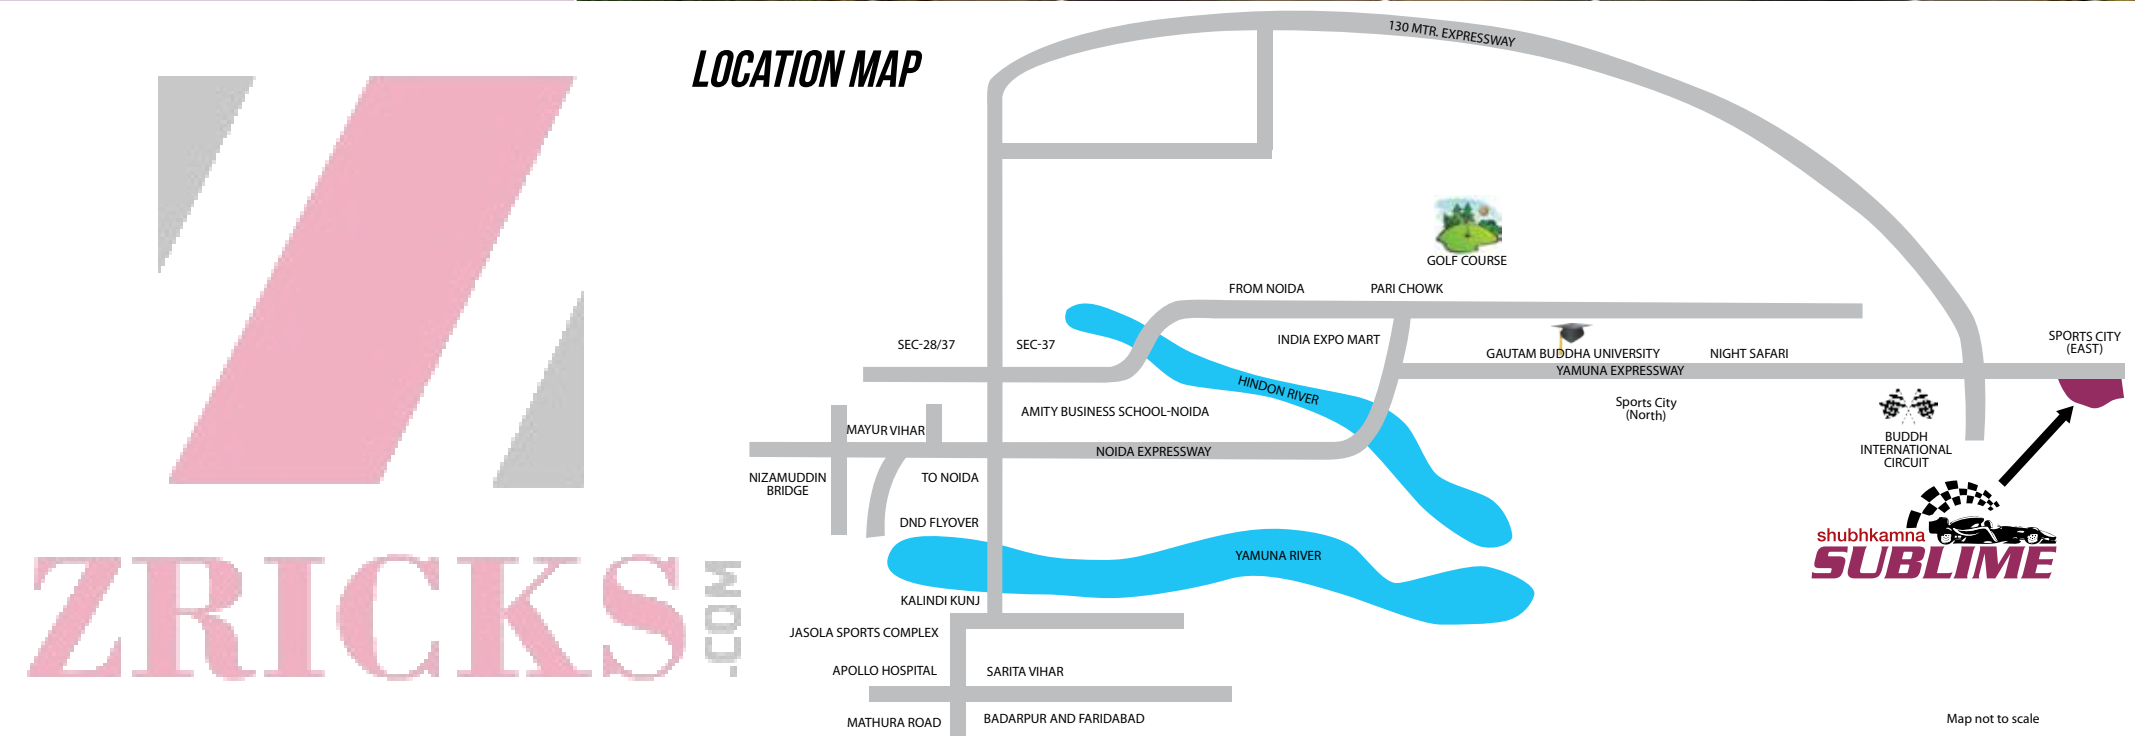 LOCATION MAP
130 MTR. EXPRESSWAY
GOLF COURSE
FROM NOIDA
PARI CHOWK
SEC-28/37
SEC-37
INDIA EXPO MART
GAUTAM BUDDHA UNIVERSITY
NIGHT SAFARI
SPORTS CITY
(EAST)
YAMUNA EXPRESSWAY
HINDON RIVER
Sports City
(North)
AMITY BUSINESS SCHOOL-NOIDA
MAYUR VIHAR
NOIDA EXPRESSWAY
BUDDH
INTERNATIONAL
CIRCUIT
NIZAMUDDIN
BRIDGE
TO NOIDA
DND FLYOVER
YAMUNA RIVER
shubhkamna
SUBLIME
KALINDI KUNJ
JASOLA SPORTS COMPLEX
APOLLO HOSPITAL
SARITA VIHAR
MATHURA ROAD
BADARPUR AND FARIDABAD
Map not to scale
ZRICKS
.COM